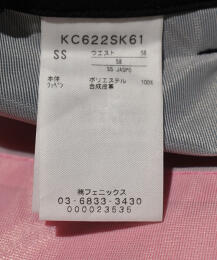 KC622SK61
SS ウエスト 58
58
SS JASPO
本体 ポリエステル 100%
ワッペン 合成皮革
㈱フェニックス
03-6833-3430
000023535